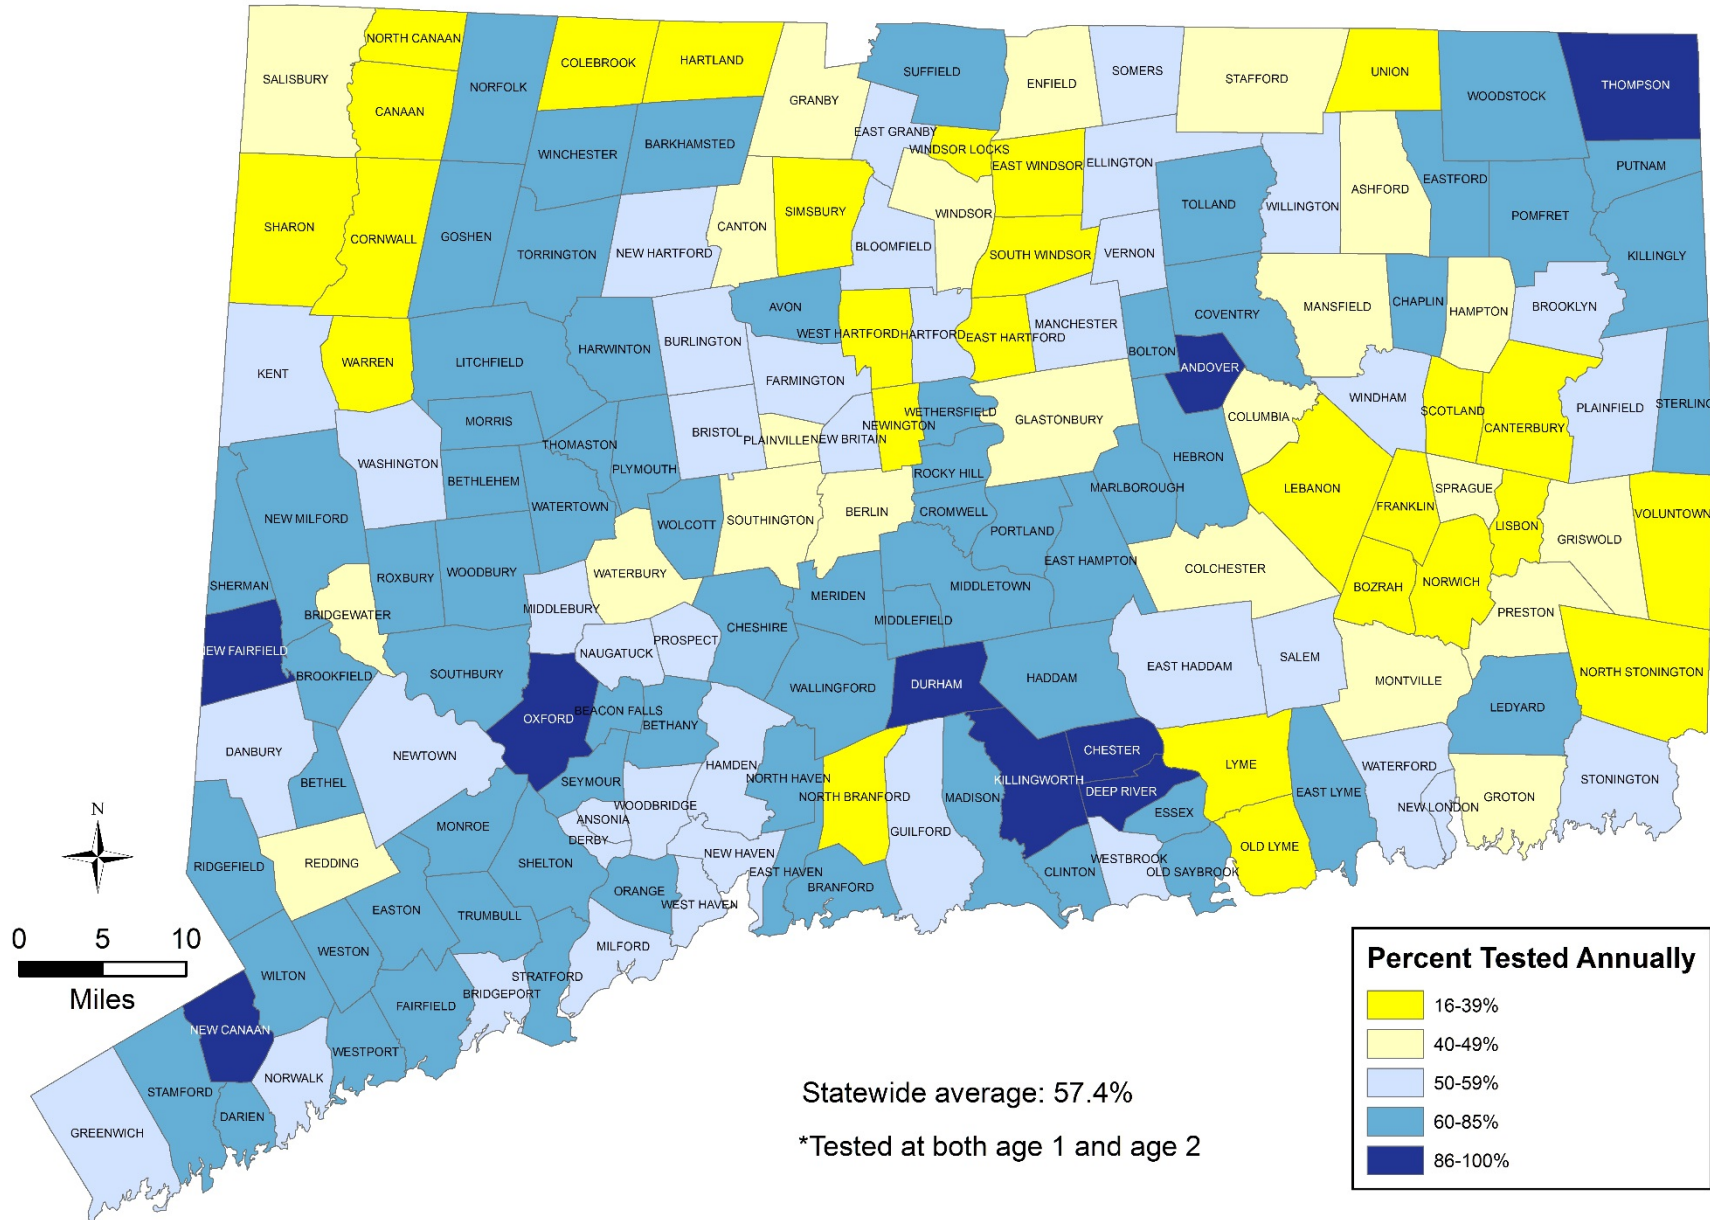 NORTH CANAAN
SALISBURY
CANAAN
NORFOLK
COLEBROOK
HARTLAND
GRANBY
SUFFIELD
ENFIELD
SOMERS
STAFFORD
UNION
WOODSTOCK
THOMPSON
WINCHESTER
BARKHAMSTED
EAST GRANBY
WINDSOR LOCKS
EAST WINDSOR
ELLINGTON
WILLINGTON
ASHFORD
EASTFORD
PUTNAM
POMFRET
SHARON
CORNWALL
GOSHEN
TORRINGTON
NEW HARTFORD
CANTON
SIMSBURY
BLOOMFIELD
WINDSOR
SOUTH WINDSOR
VERNON
TOLLAND
KILLINGLY
KENT
WARREN
LITCHFIELD
HARWINTON
BURLINGTON
AVON
WEST HARTFORD
HARTFORD
EAST HARTFORD
MANCHESTER
BOLTON
COVENTRY
MANSFIELD
CHAPLIN
HAMPTON
BROOKLYN
ANDOVER
FARMINGTON
WASHINGTON
MORRIS
THOMASTON
PLYMOUTH
BRISTOL
PLAINVILLE
NEW BRITAIN
NEWINGTON
WETHERSFIELD
GLASTONBURY
COLUMBIA
WINDHAM
SCOTLAND
CANTERBURY
PLAINFIELD
STERLING
BETHLEHEM
WATERTOWN
ROCKY HILL
MARLBOROUGH
HEBRON
LEBANON
FRANKLIN
SPRAGUE
LISBON
GRISWOLD
VOLUNTOWN
NEW MILFORD
WOLCOTT
SOUTHINGTON
BERLIN
CROMWELL
PORTLAND
SHERMAN
ROXBURY
WOODBURY
WATERBURY
EAST HAMPTON
COLCHESTER
BOZRAH
NORWICH
BRIDGEWATER
MIDDLEBURY
MERIDEN
MIDDLETOWN
MIDDLEFIELD
PRESTON
NEW FAIRFIELD
BROOKFIELD
SOUTHBURY
NAUGATUCK
PROSPECT
CHESHIRE
WALLINGFORD
DURHAM
HADDAM
EAST HADDAM
SALEM
MONTVILLE
NORTH STONINGTON
LEDYARD
OXFORD
BEACON FALLS
BETHANY
DANBURY
NEWTOWN
BETHEL
SEYMOUR
HAMDEN
NORTH HAVEN
NORTH BRANFORD
GUILFORD
MADISON
KILLINGWORTH
CHESTER
DEEP RIVER
ESSEX
LYME
EAST LYME
WATERFORD
NEW LONDON
GROTON
STONINGTON
WOODBRIDGE
ANSONIA
DERBY
MONROE
SHELTON
RIDGEFIELD
REDDING
NEW HAVEN
EAST HAVEN
BRANFORD
CLINTON
WESTBROOK
OLD SAYBROOK
OLD LYME
ORANGE
WEST HAVEN
EASTON
TRUMBULL
WESTON
WILTON
MILFORD
STRATFORD
BRIDGEPORT
FAIRFIELD
NEW CANAAN
WESTPORT
NORWALK
STAMFORD
DARIEN
GREENWICH
N
0 5 10
Miles
Statewide average: 57.4%
*Tested at both age 1 and age 2
Percent Tested Annually
16-39%
40-49%
50-59%
60-85%
86-100%